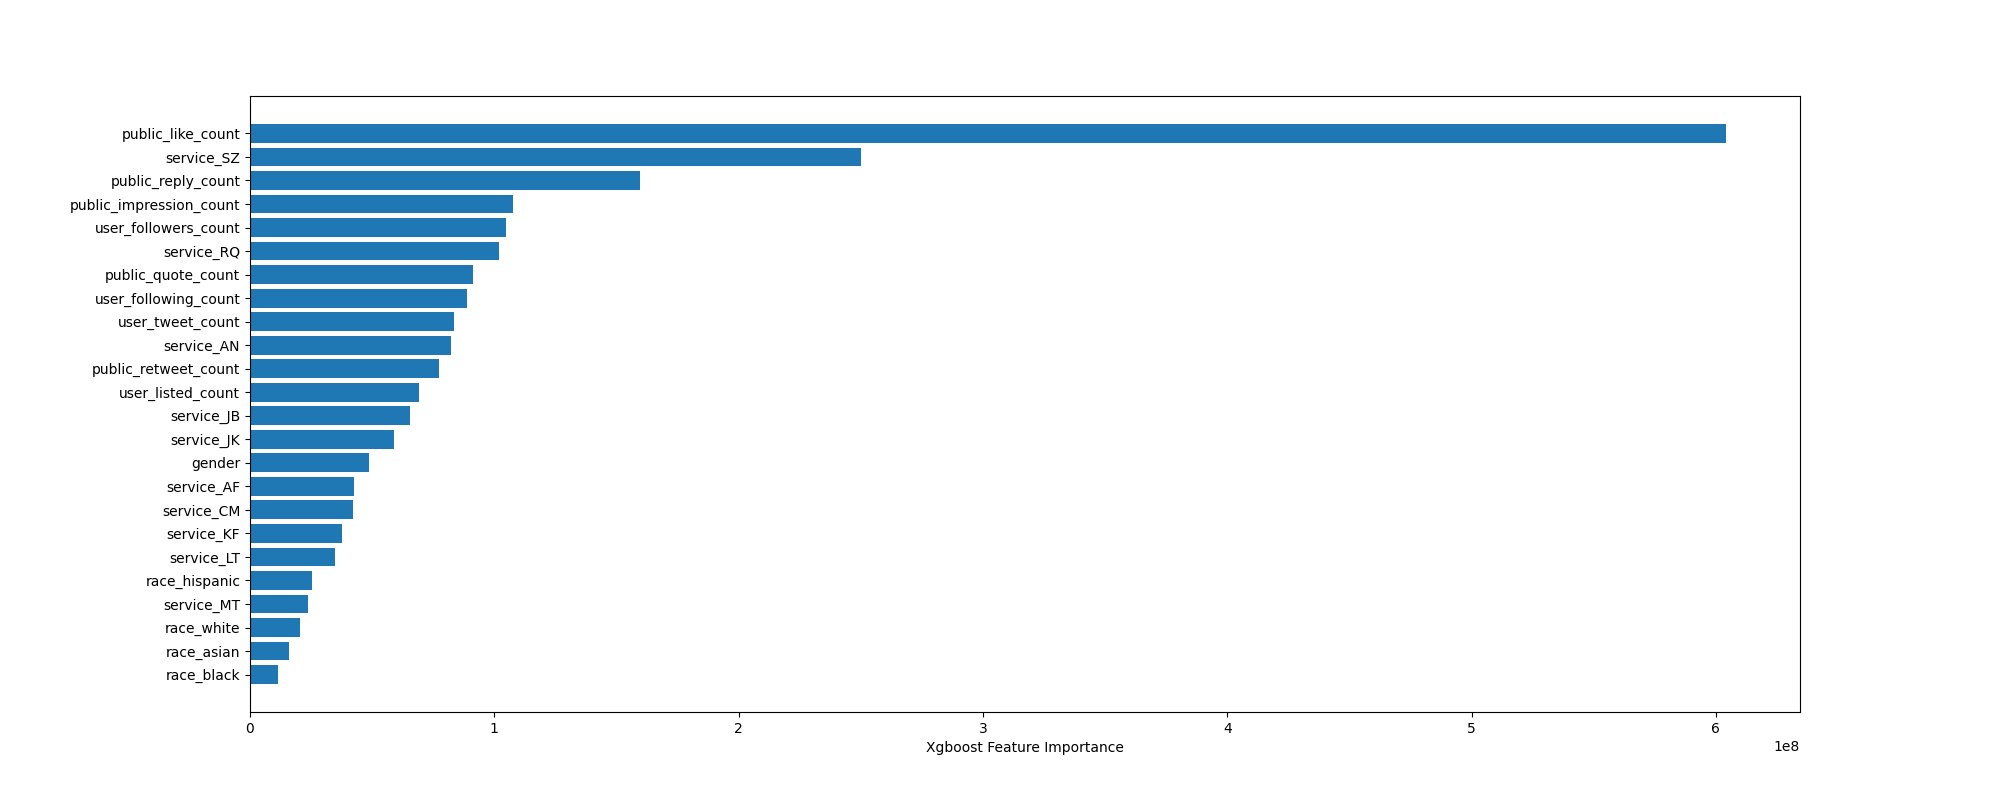 public_like_count
service_SZ
public_reply_count
public_impression_count
user_followers_count
service_RQ
public_quote_count
user_following_count
user_tweet_count
service_AN
public_retweet_count
user_listed_count
service_JB
service_JK
gender
service_AF
service_CM
service_KF
service_LT
race_hispanic
service_MT
race_white
race_asian
race_black
0 1 2 3 4 5 6
Xgboost Feature Importance
1e8